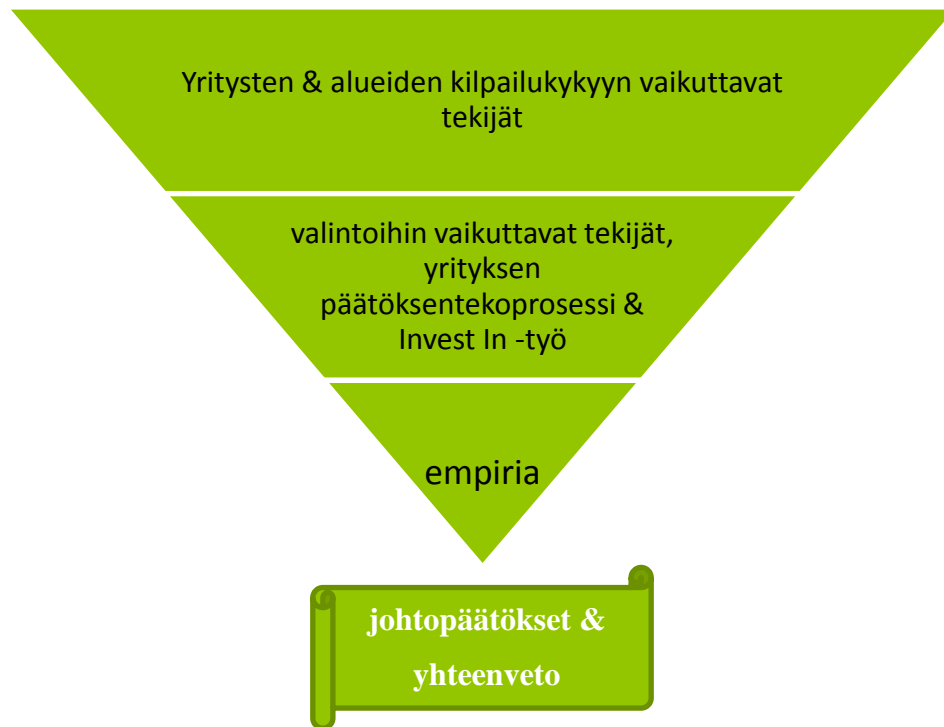 Yritysten & alueiden kilpailukykyyn vaikuttavat
tekijät
valintoihin vaikuttavat tekijät,
yrityksen
päätöksentekoprosessi &
Invest In -työ
empiria
johtopäätökset &
yhteenveto